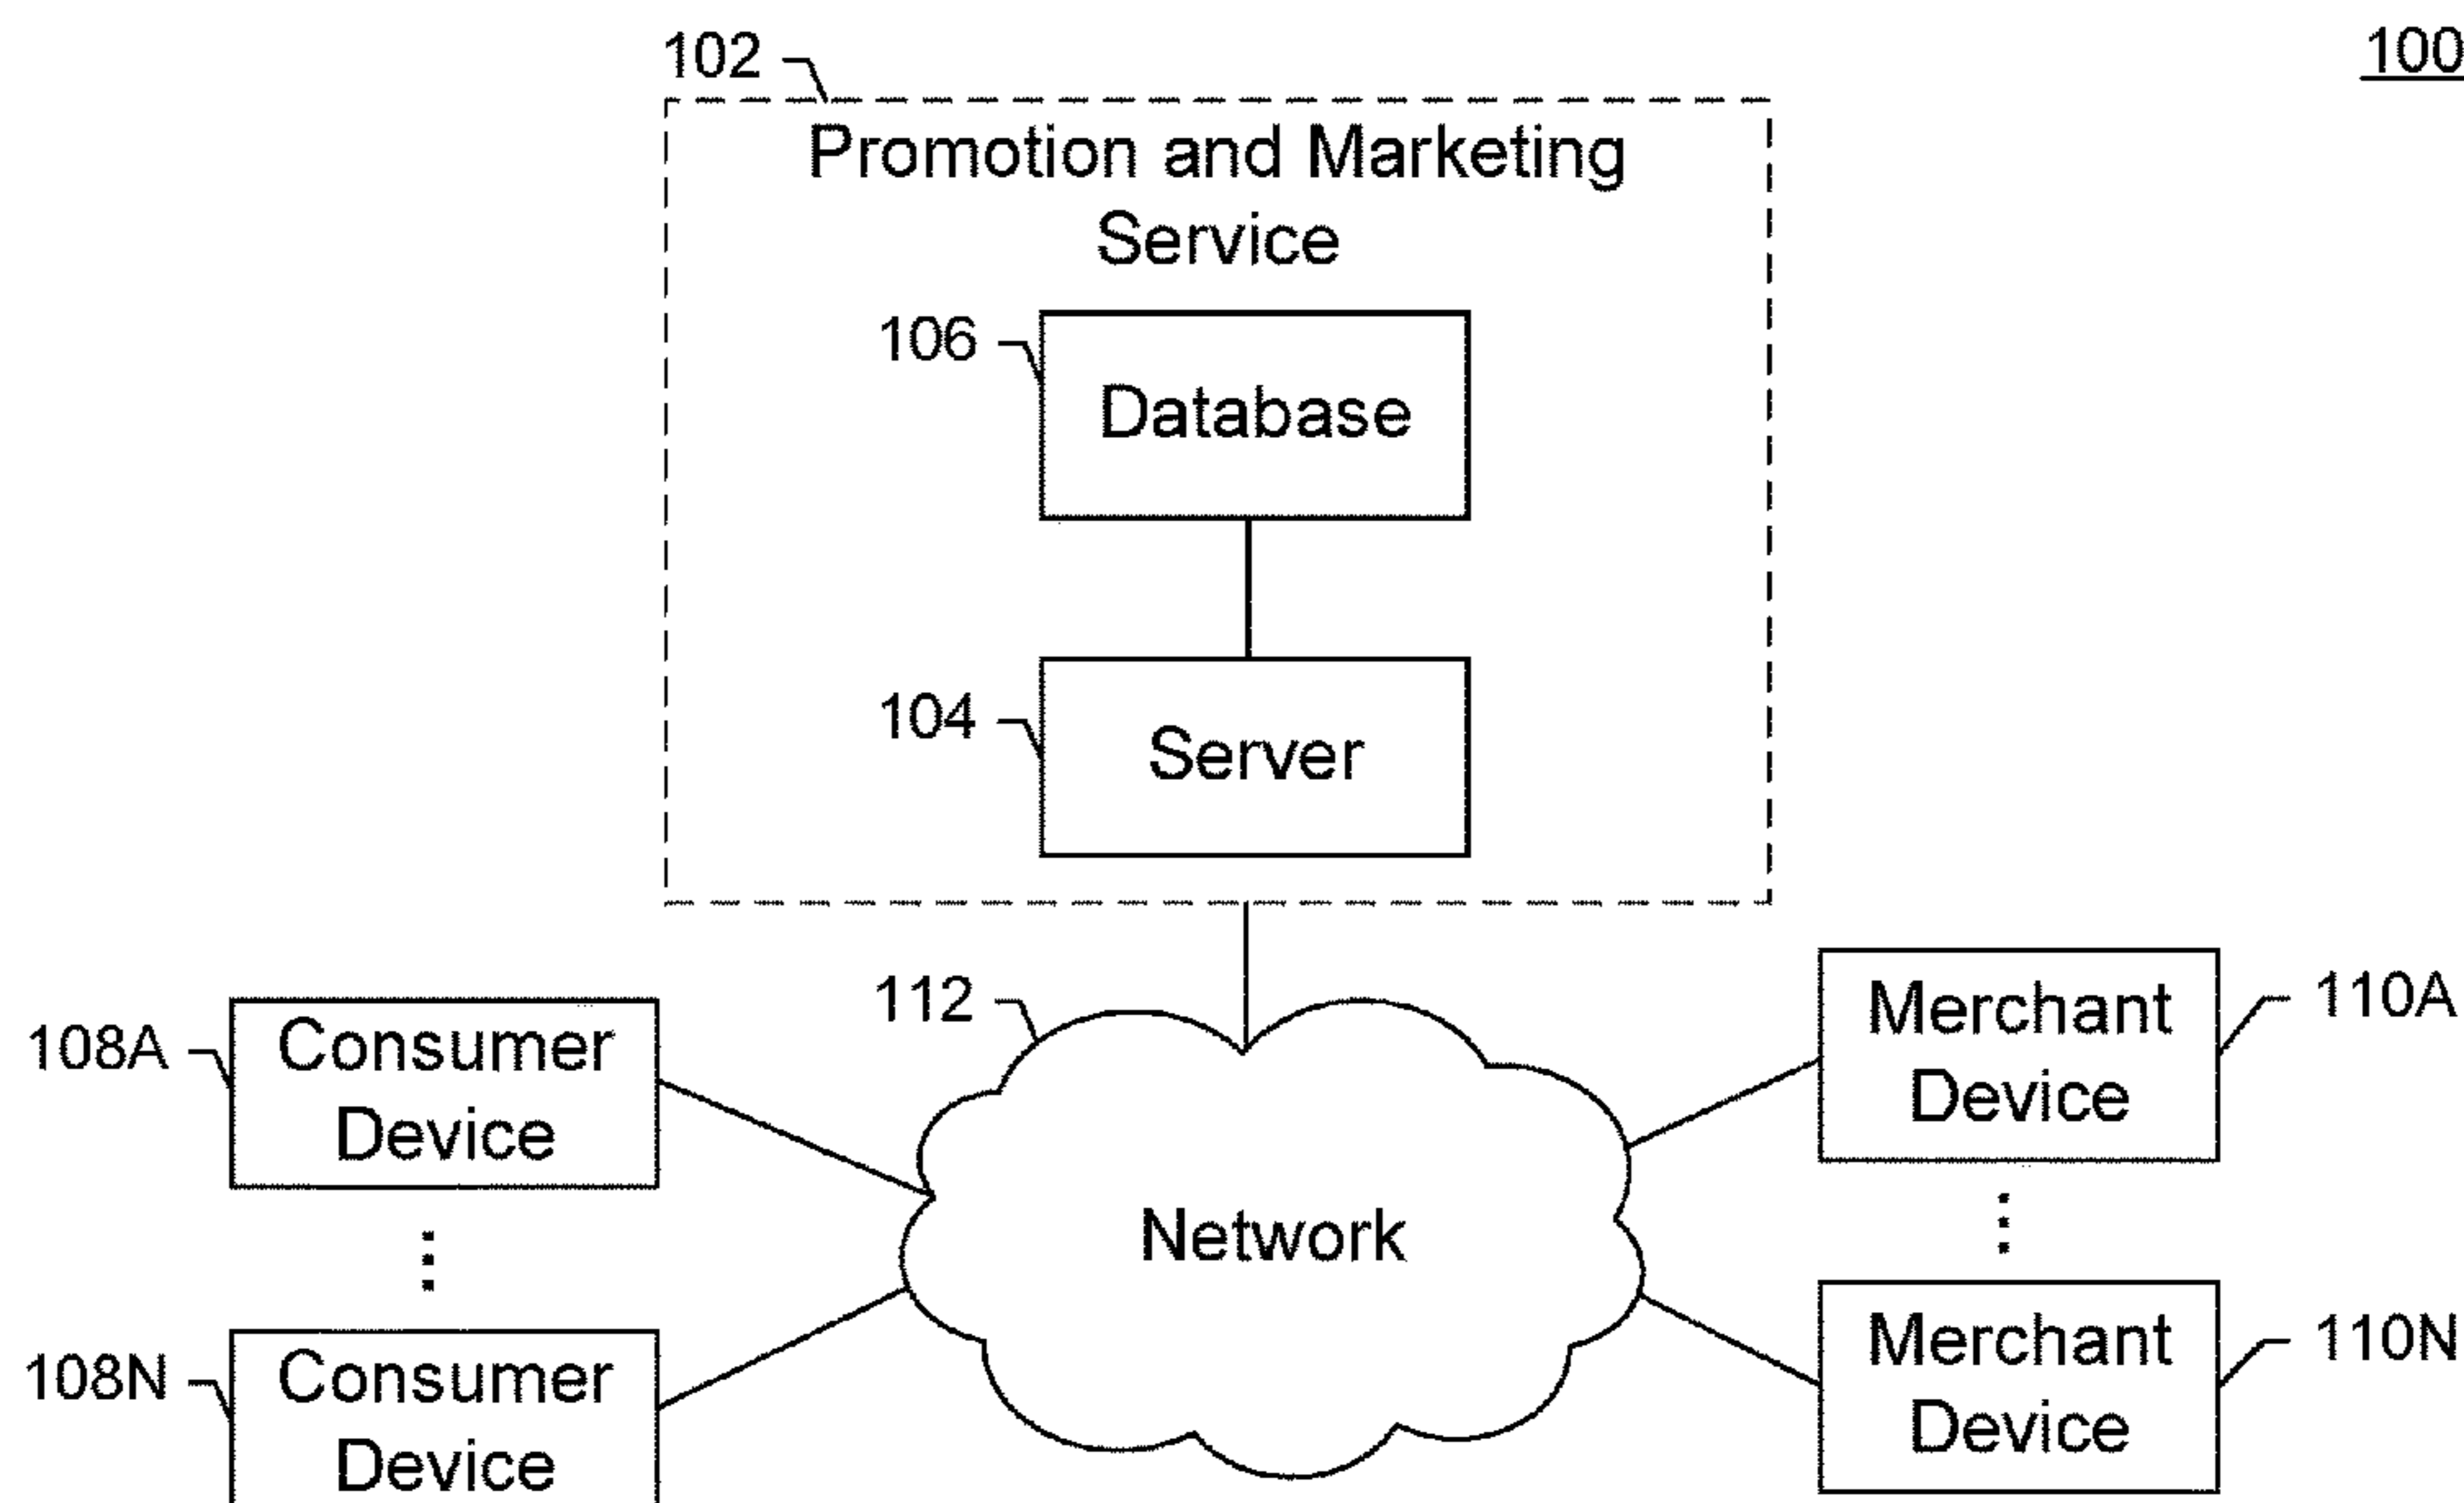 102
100
Promotion and Marketing
Service
106
Database
104
Server
112
108A
Consumer
Device
Network
Merchant
Device
110A
108N
Consumer
Device
Merchant
Device
110N